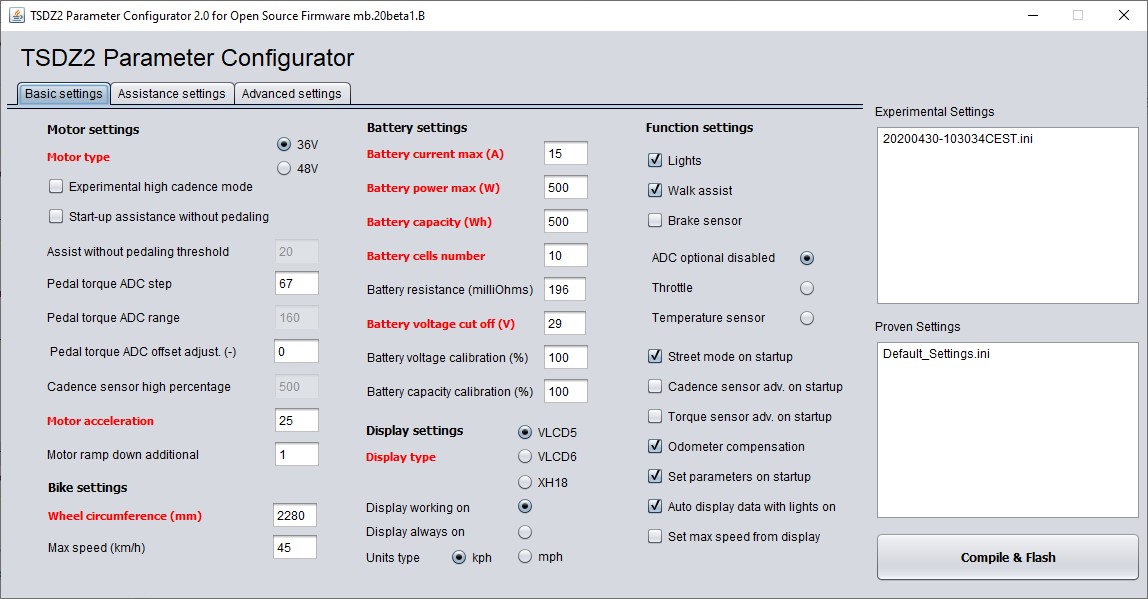 TSDZ2 Parameter Configurator 2.0 for Open Source Firmware mb.20beta1.B
TSDZ2 Parameter Configurator
Basic settings
Assistance settings
Advanced settings
Motor settings
Motor type
36V
48V
Experimental high cadence mode
Start-up assistance without pedaling
Assist without pedaling threshold 20
Pedal torque ADC step 67
Pedal torque ADC range 160
Pedal torque ADC offset adjust. (-) 0
Cadence sensor high percentage 500
Motor acceleration 25
Motor ramp down additional 1
Bike settings
Wheel circumference (mm) 2280
Max speed (km/h) 45
Battery settings
Battery current max (A) 15
Battery power max (W) 500
Battery capacity (Wh) 500
Battery cells number 10
Battery resistance (milliOhms) 196
Battery voltage cut off (V) 29
Battery voltage calibration (%) 100
Battery capacity calibration (%) 100
Display settings
Display type
VLCD5
VLCD6
XH18
Display working on
Display always on
Units type kph mph
Function settings
Lights
Walk assist
Brake sensor
ADC optional disabled
Throttle
Temperature sensor
Street mode on startup
Cadence sensor adv. on startup
Torque sensor adv. on startup
Odometer compensation
Set parameters on startup
Auto display data with lights on
Set max speed from display
Experimental Settings
20200430-103034CEST.ini
Proven Settings
Default_Settings.ini
Compile & Flash